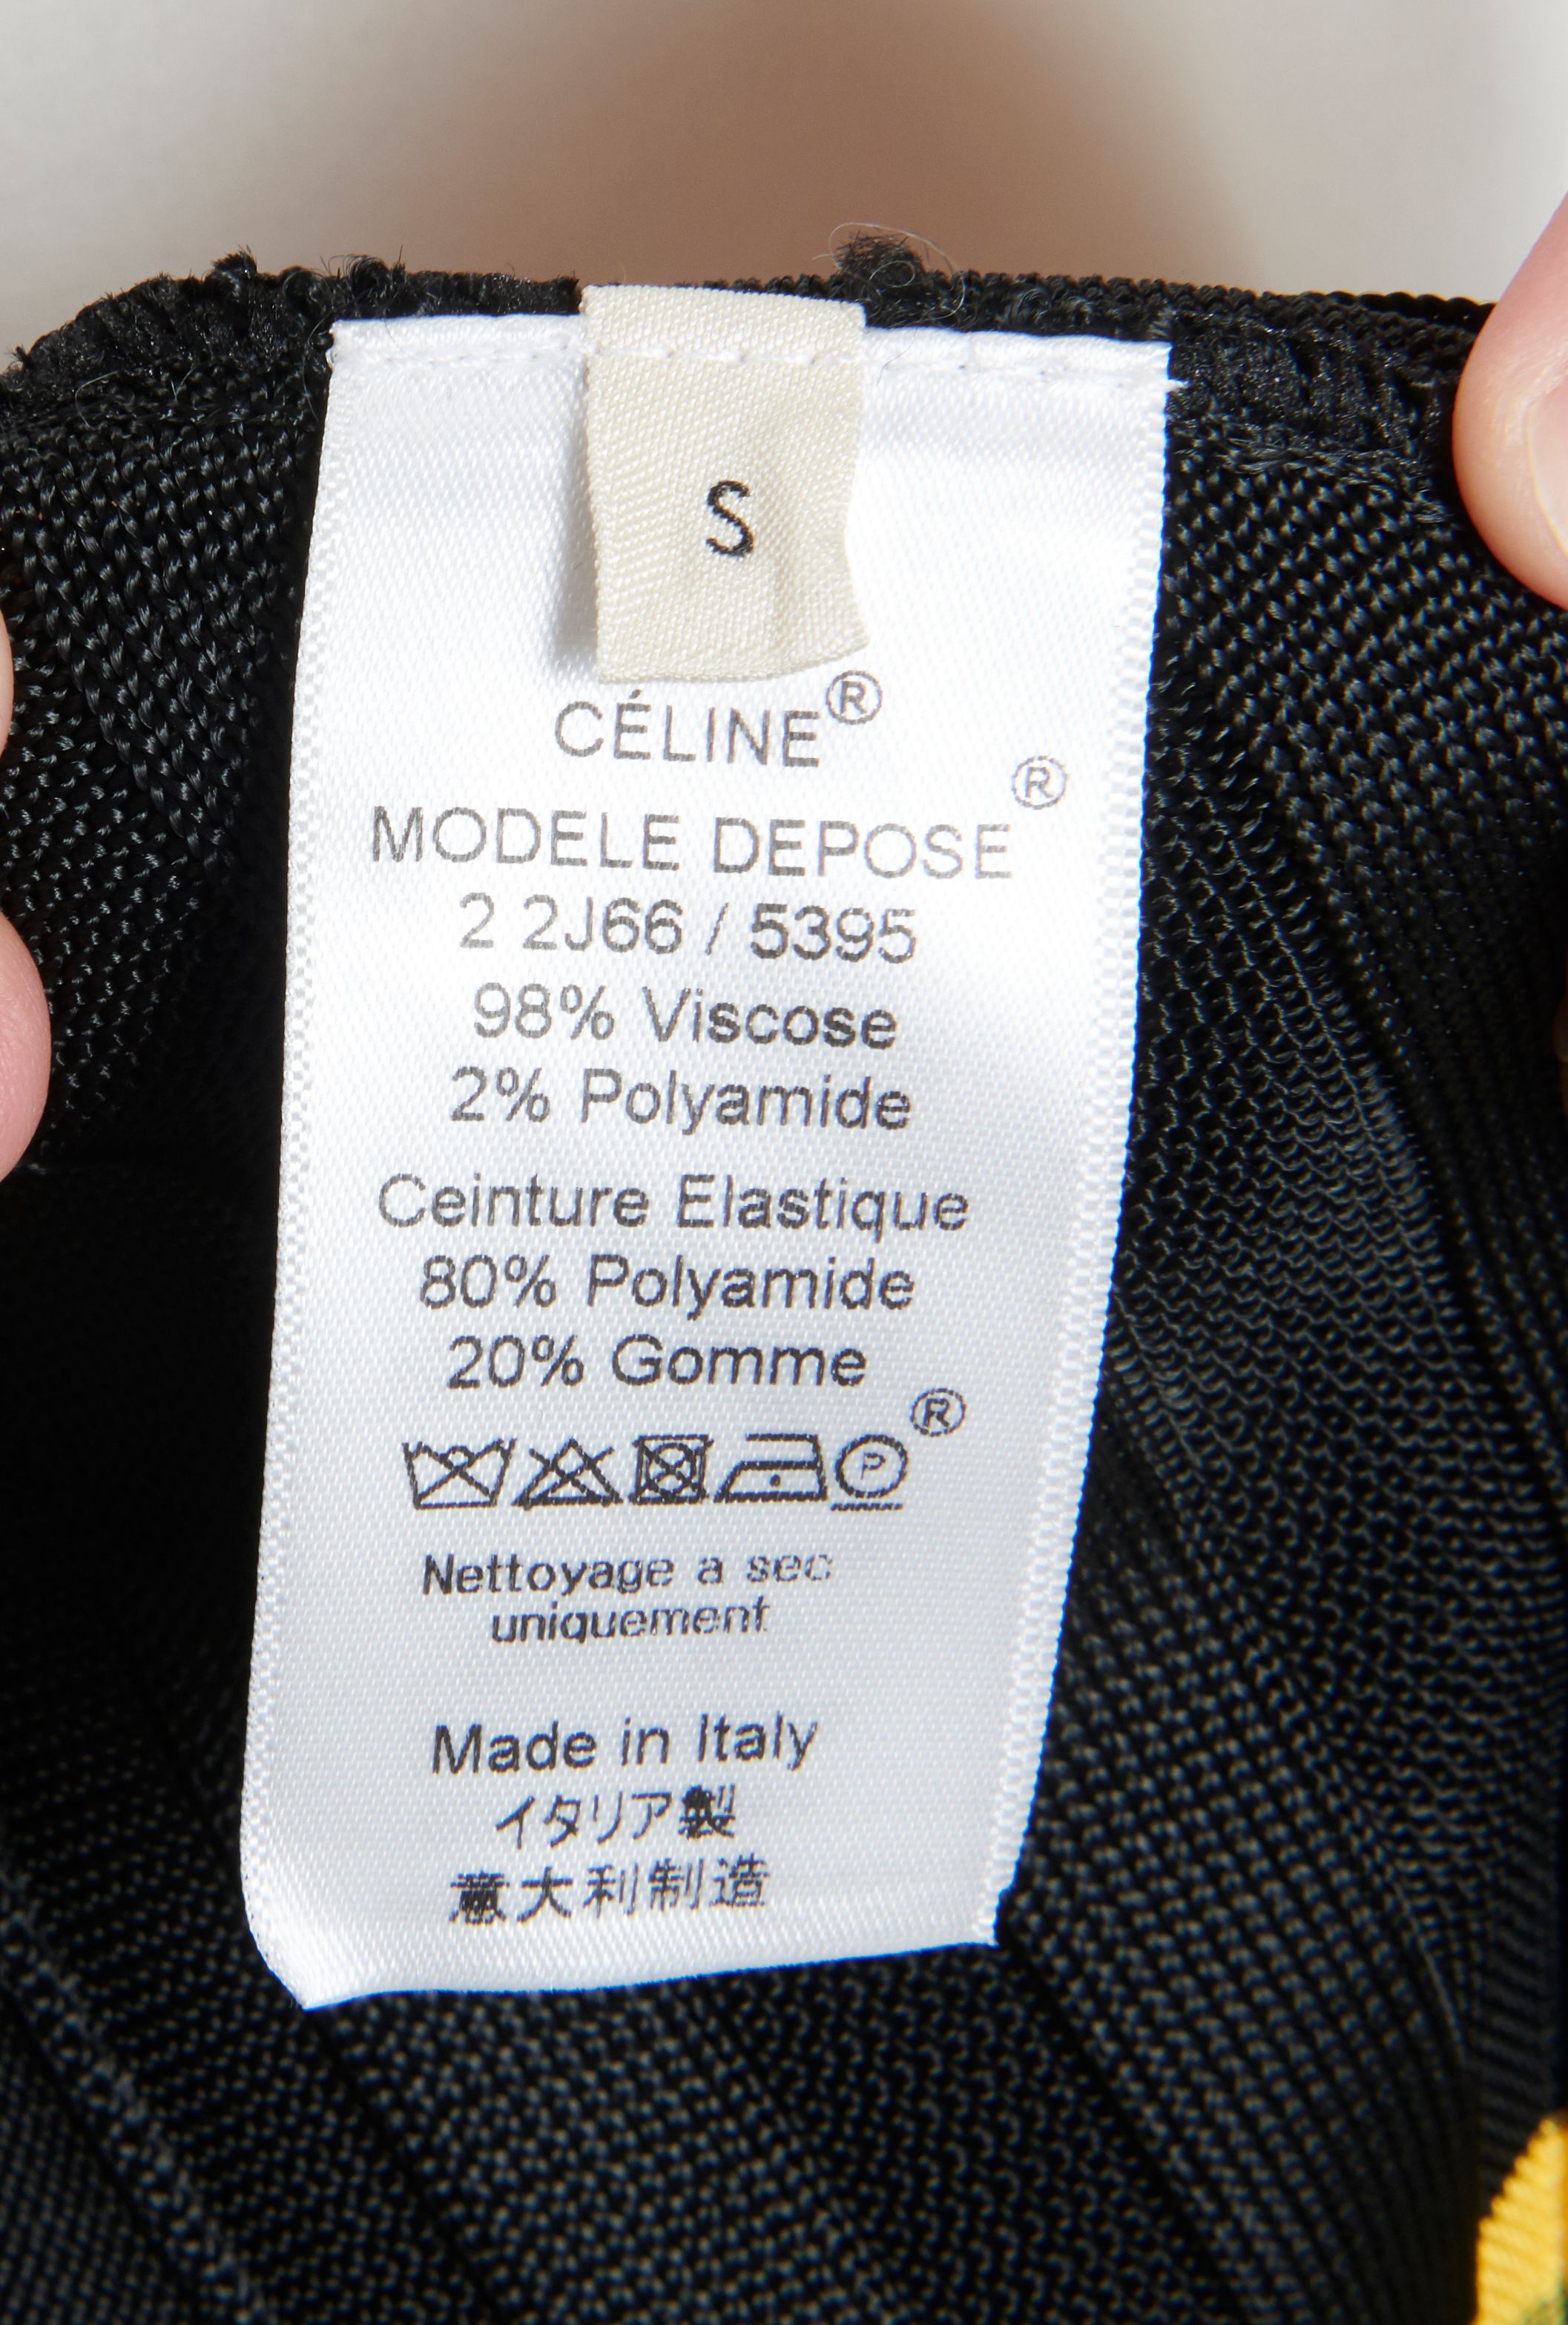 S
CÉLINE®
MODELE DEPOSE®
2 2J66 / 5395
98% Viscose
2% Polyamide
Ceinture Elastique
80% Polyamide
20% Gomme
®
P
Nettoyage a sec
uniquement
Made in Italy
イタリア製
意大利制造